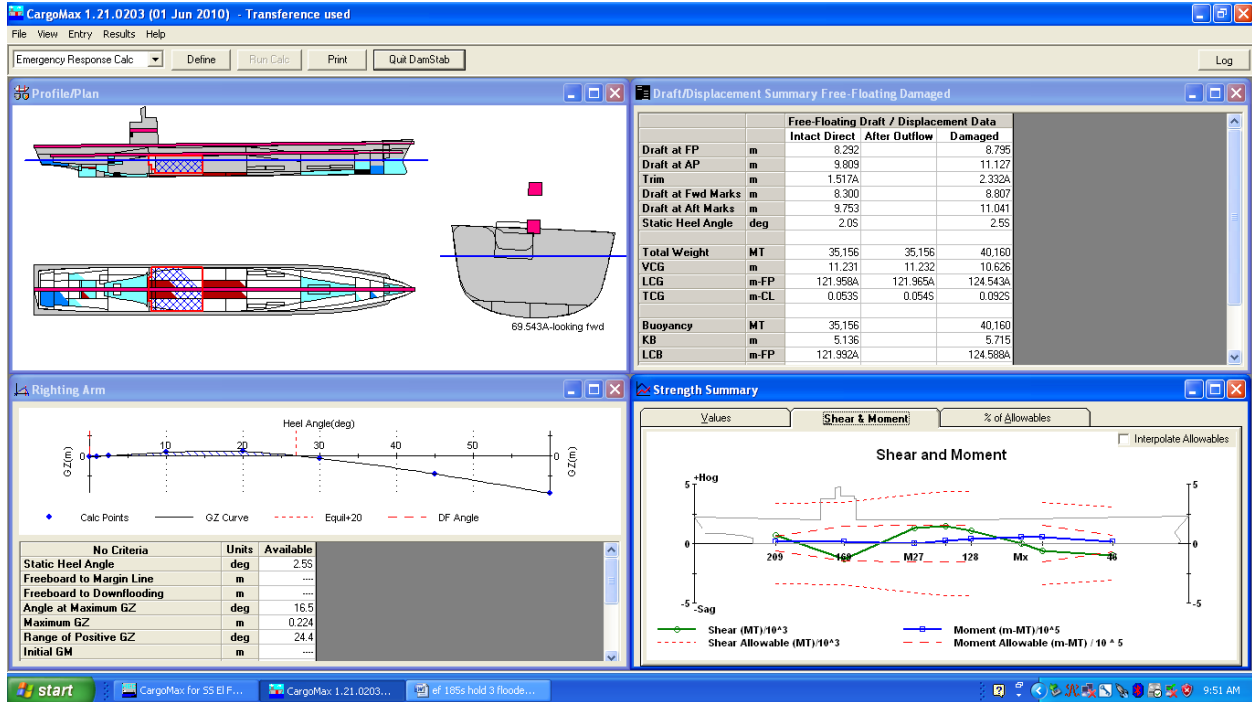 CargoMax 1.21.0203 (01 Jun 2010) - Transference used
File View Entry Results Help
Emergency Response Calc Define Run Calc Print Quit DamStab Log
Profile/Plan
69.543A-looking fwd
Draft/Displacement Summary Free-Floating Damaged
Free-Floating Draft / Displacement Data
Intact Direct After Outflow Damaged
Draft at FP m 8.292 8.795
Draft at AP m 9.809 11.127
Trim m 1.517A 2.332A
Draft at Fwd Marks m 8.300 8.807
Draft at Aft Marks m 9.753 11.041
Static Heel Angle deg 2.0S 2.5S
Total Weight MT 35,156 35,156 40,160
VCG m 11.231 11.232 10.626
LCG m-FP 121.958A 121.965A 124.543A
TCG m-CL 0.053S 0.054S 0.092S
Buoyancy MT 35,156 40,160
KB m 5.136 5.715
LCB m-FP 121.992A 124.588A
Righting Arm
Heel Angle(deg)
0 10 20 30 40 50 0
GZ(m) GZ(m)
Calc Points GZ Curve Equil+20 DF Angle
No Criteria Units Available
Static Heel Angle deg 2.5S
Freeboard to Margin Line m ----
Freeboard to Downflooding m ----
Angle at Maximum GZ deg 16.5
Maximum GZ m 0.224
Range of Positive GZ deg 24.4
Initial GM m ----
Strength Summary
Values Shear & Moment % of Allowables
Interpolate Allowables
Shear and Moment
5 +Hog 5
0 0
209 168 M27 128 Mx 46
-5 -Sag -5
Shear (MT)/10^3 Moment (m-MT)/10^5
Shear Allowable (MT)/10^3 Moment Allowable (m-MT) / 10 ^ 5
start CargoMax for SS El F... CargoMax 1.21.0203... ef 185s hold 3 floode... 9:51 AM